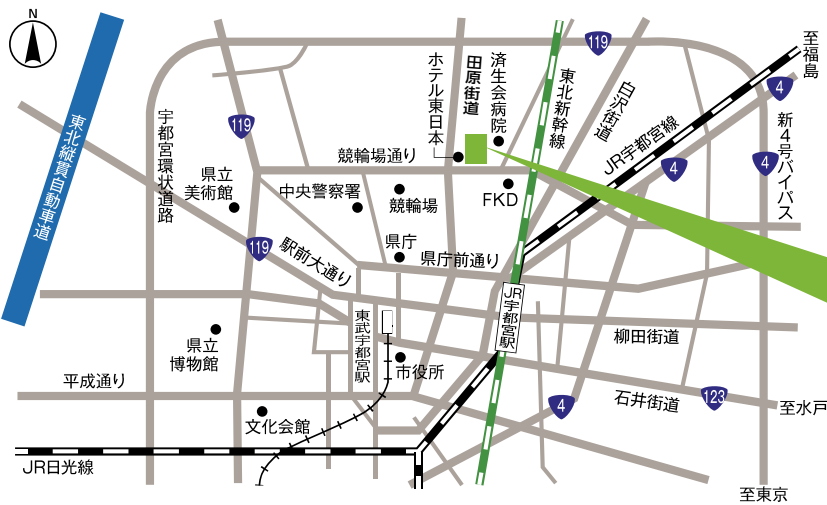 N
119
至福島
4
東北自動車道
宇都宮環状道路
119
ホテル東日本
田原街道
済生会病院
東北新幹線
白沢街道
JR宇都宮線
新4号バイパス
競輪場通り
4
4
県立
美術館
中央警察署
競輪場
FKD
119
駅前大通り
県庁
県庁前通り
JR宇都宮駅
県立
博物館
東武宇都宮駅
市役所
柳田街道
平成通り
石井街道
123
至水戸
4
文化会館
JR日光線
至東京